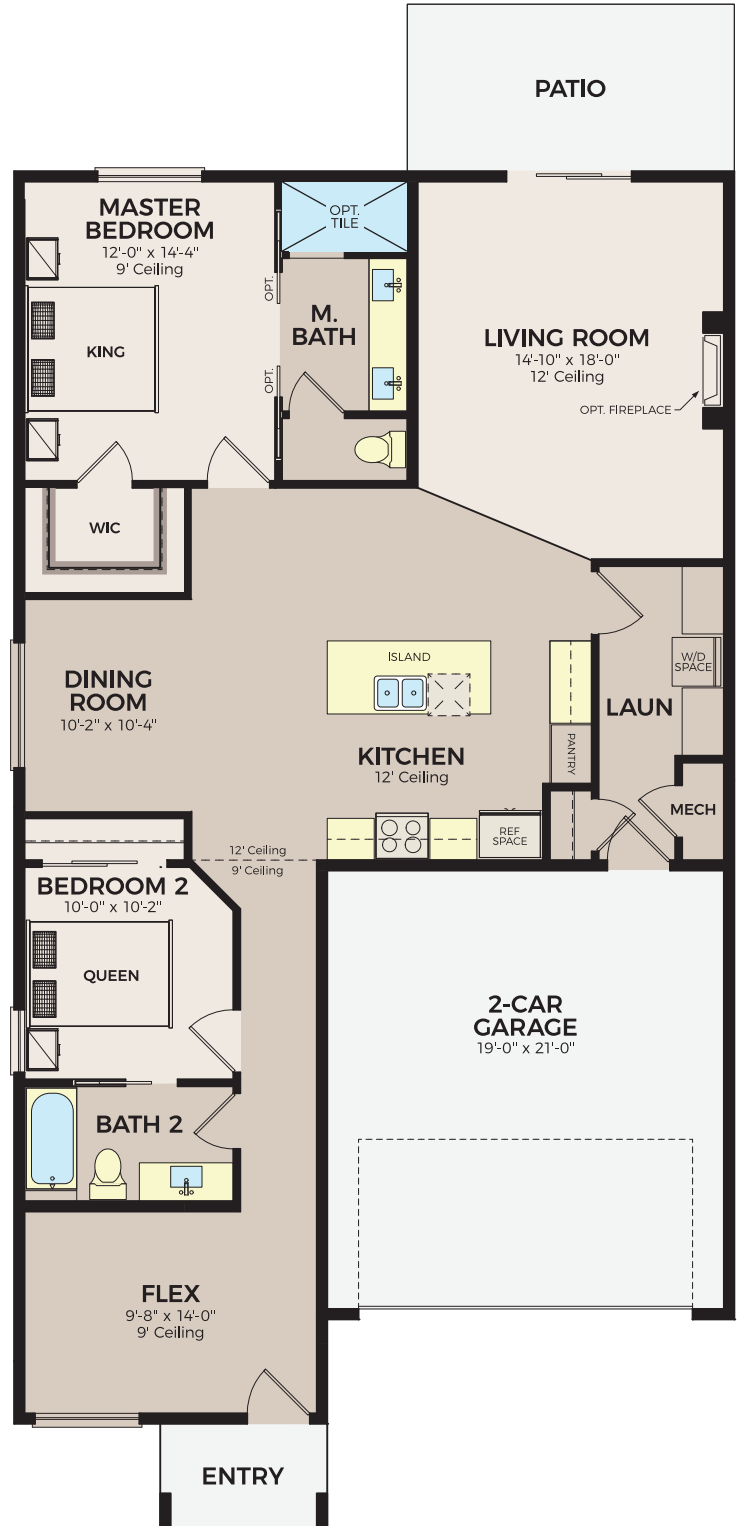 PATIO
MASTER
BEDROOM
12'-0" x 14'-4"
9' Ceiling
KING
OPT.
TILE
OPT.
M.
BATH
OPT.
LIVING ROOM
14'-10" x 18'-0"
12' Ceiling
OPT. FIREPLACE
WIC
DINING
ROOM
10'-2" x 10'-4"
ISLAND
KITCHEN
12' Ceiling
PANTRY
REF
SPACE
W/D
SPACE
LAUN
MECH
12' Ceiling
9' Ceiling
BEDROOM 2
10'-0" x 10'-2"
QUEEN
BATH 2
2-CAR
GARAGE
19'-0" x 21'-0"
FLEX
9'-8" x 14'-0"
9' Ceiling
ENTRY